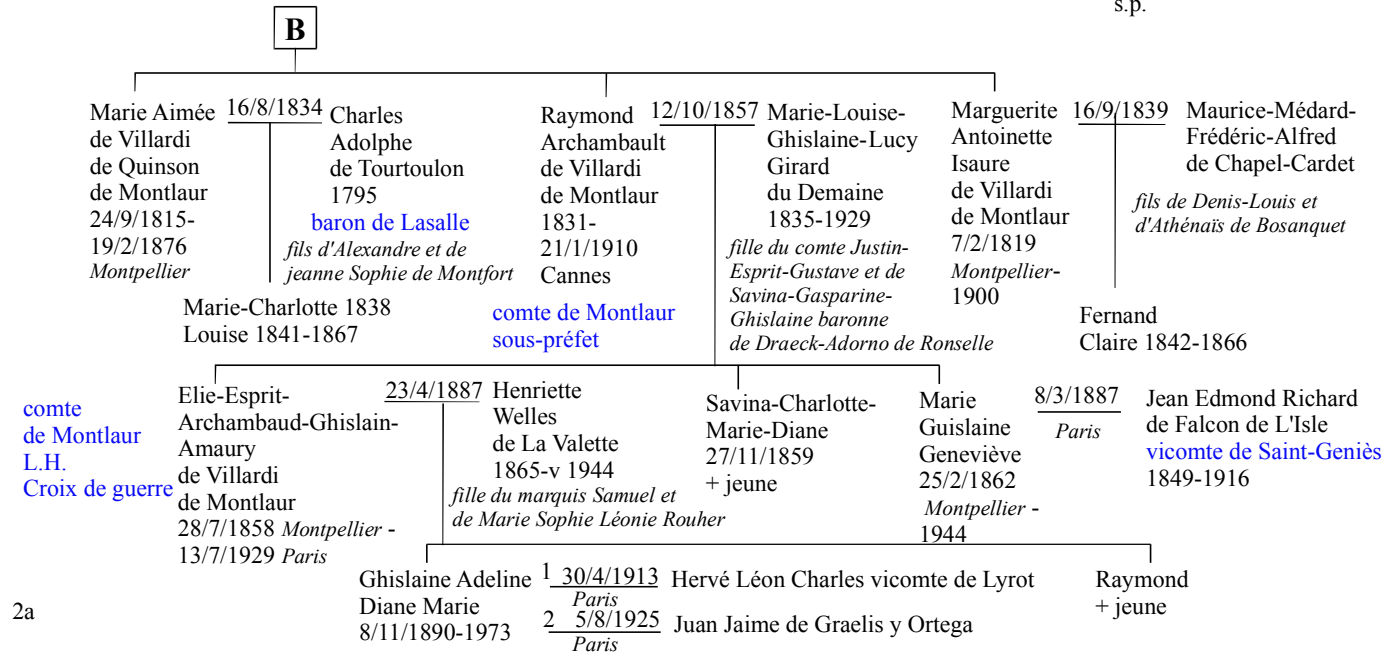 s.p.
B
Marie Aimée
de Villardi
de Quinson
de Montlaur
24/9/1815-
19/2/1876
Montpellier
16/8/1834
Charles
Adolphe
de Tourtoulon
1795
baron de Lasalle
fils d'Alexandre et de
jeanne Sophie de Montfort
Marie-Charlotte 1838
Louise 1841-1867
Raymond
Archambault
de Villardi
de Montlaur
1831-
21/1/1910
Cannes
comte de Montlaur
sous-préfet
12/10/1857
Marie-Louise-
Ghislaine-Lucy
Girard
du Demaine
1835-1929
fille du comte Justin-
Esprit-Gustave et de
Savina-Gasparine-
Ghislaine baronne
de Draeck-Adorno de Ronselle
Marguerite
Antoinette
Isaure
de Villardi
de Montlaur
7/2/1819
Montpellier-
1900
16/9/1839
Maurice-Médard-
Frédéric-Alfred
de Chapel-Cardet
fils de Denis-Louis et
d'Athénaïs de Bosanquet
Fernand
Claire 1842-1866
comte
de Montlaur
L.H.
Croix de guerre
Elie-Esprit-
Archambaud-Ghislain-
Amaury
de Villardi
de Montlaur
28/7/1858 Montpellier -
13/7/1929 Paris
23/4/1887
Henriette
Welles
de La Valette
1865-v 1944
fille du marquis Samuel et
de Marie Sophie Léonie Rouher
Savina-Charlotte-
Marie-Diane
27/11/1859
+ jeune
Marie
Guislaine
Geneviève
25/2/1862
Montpellier -
1944
8/3/1887
Paris
Jean Edmond Richard
de Falcon de L'Isle
vicomte de Saint-Geniès
1849-1916
Ghislaine Adeline
Diane Marie
8/11/1890-1973
1 30/4/1913 Hervé Léon Charles vicomte de Lyrot
Paris
2 5/8/1925 Juan Jaime de Graelis y Ortega
Paris
Raymond
+ jeune
2a